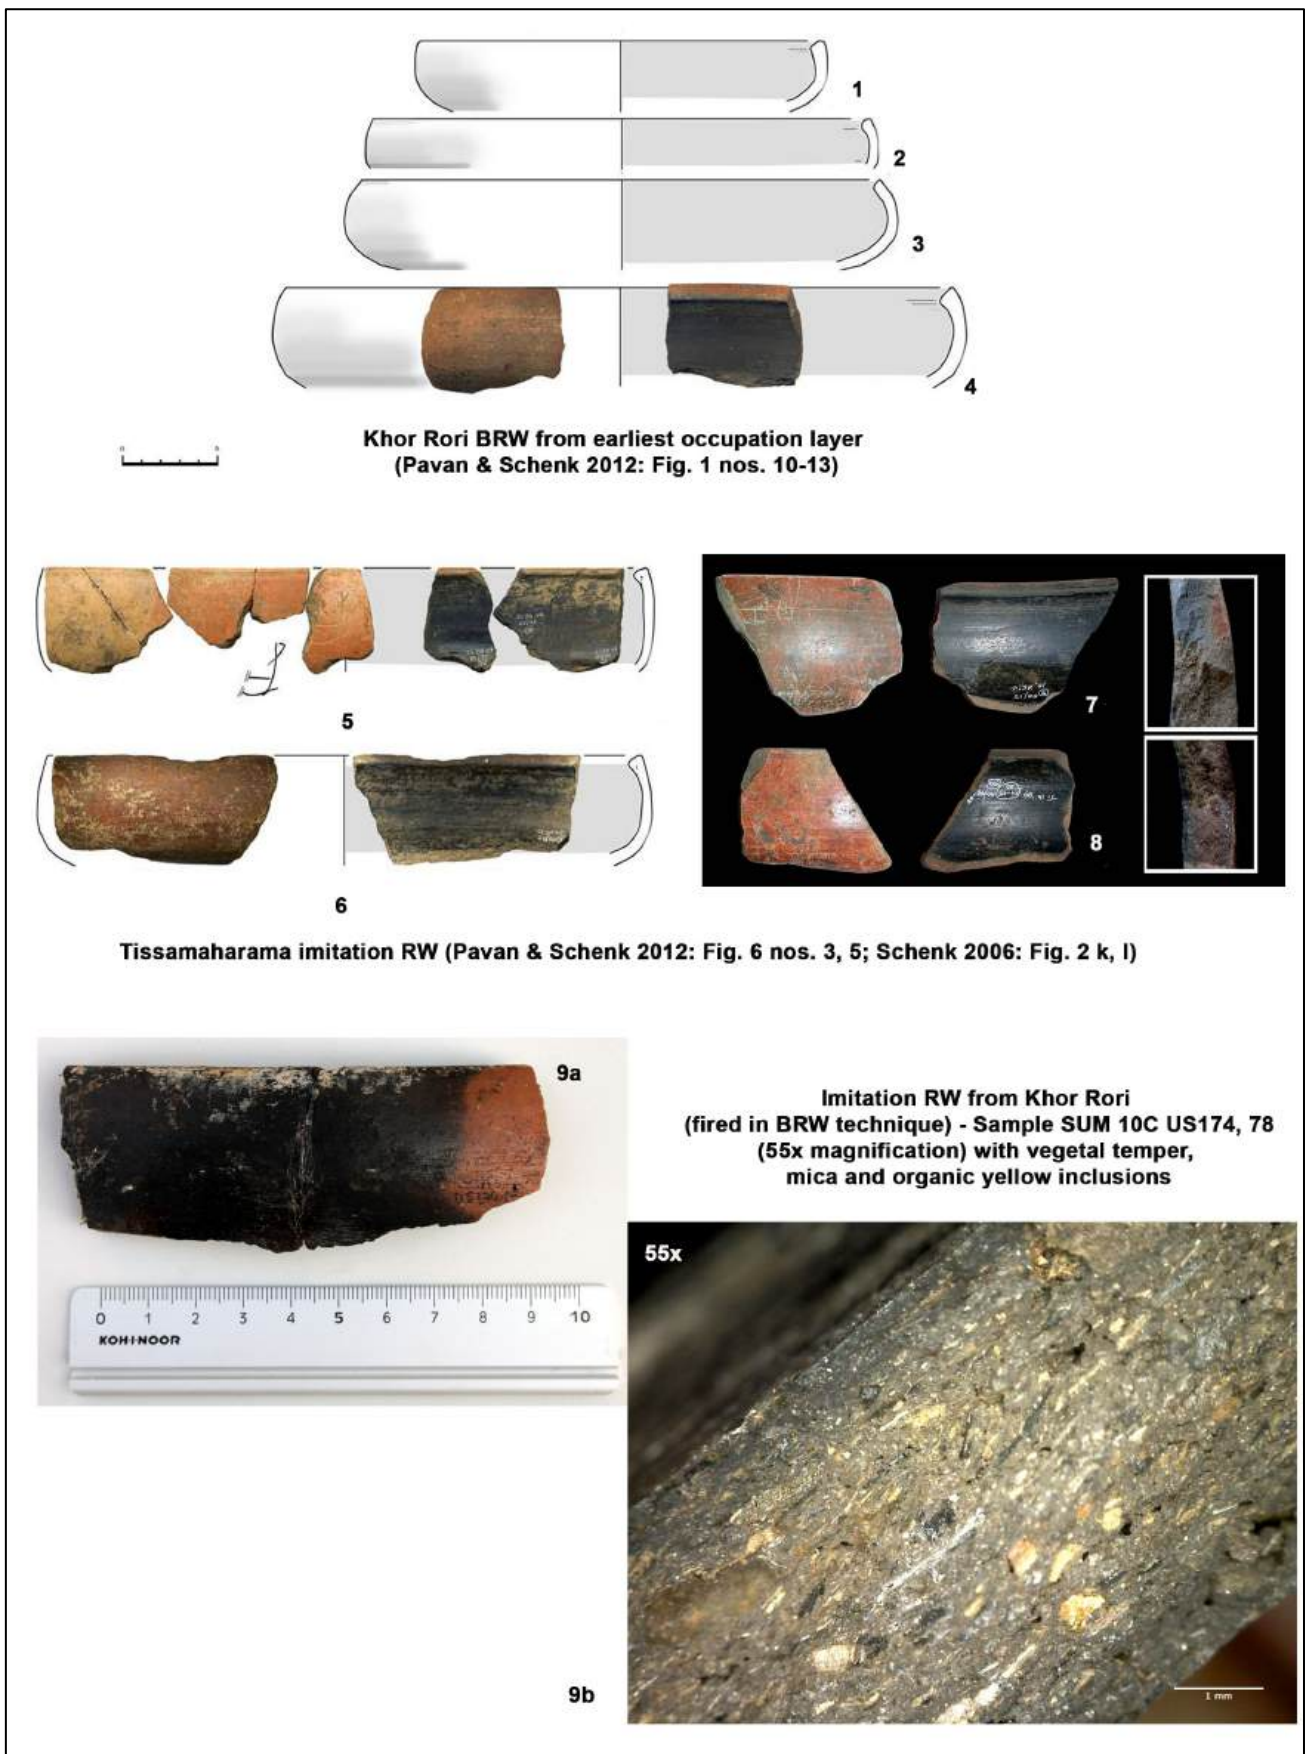 1
2
3
4
Khor Rori BRW from earliest occupation layer
(Pavan & Schenk 2012: Fig. 1 nos. 10-13)
5
6
7
8
Tissamaharama imitation RW (Pavan & Schenk 2012: Fig. 6 nos. 3, 5; Schenk 2006: Fig. 2 k, l)
9a
0 1 2 3 4 5 6 7 8 9 10
KOH-I-NOOR
Imitation RW from Khor Rori
(fired in BRW technique) - Sample SUM 10C US174, 78
(55x magnification) with vegetal temper,
mica and organic yellow inclusions
55x
1 mm
9b